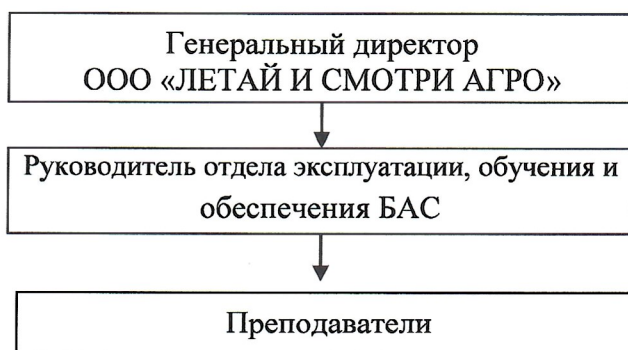 Генеральный директор
ООО «ЛЕТАЙ И СМОТРИ АГРО»
Руководитель отдела эксплуатации, обучения и
обеспечения БАС
Преподаватели